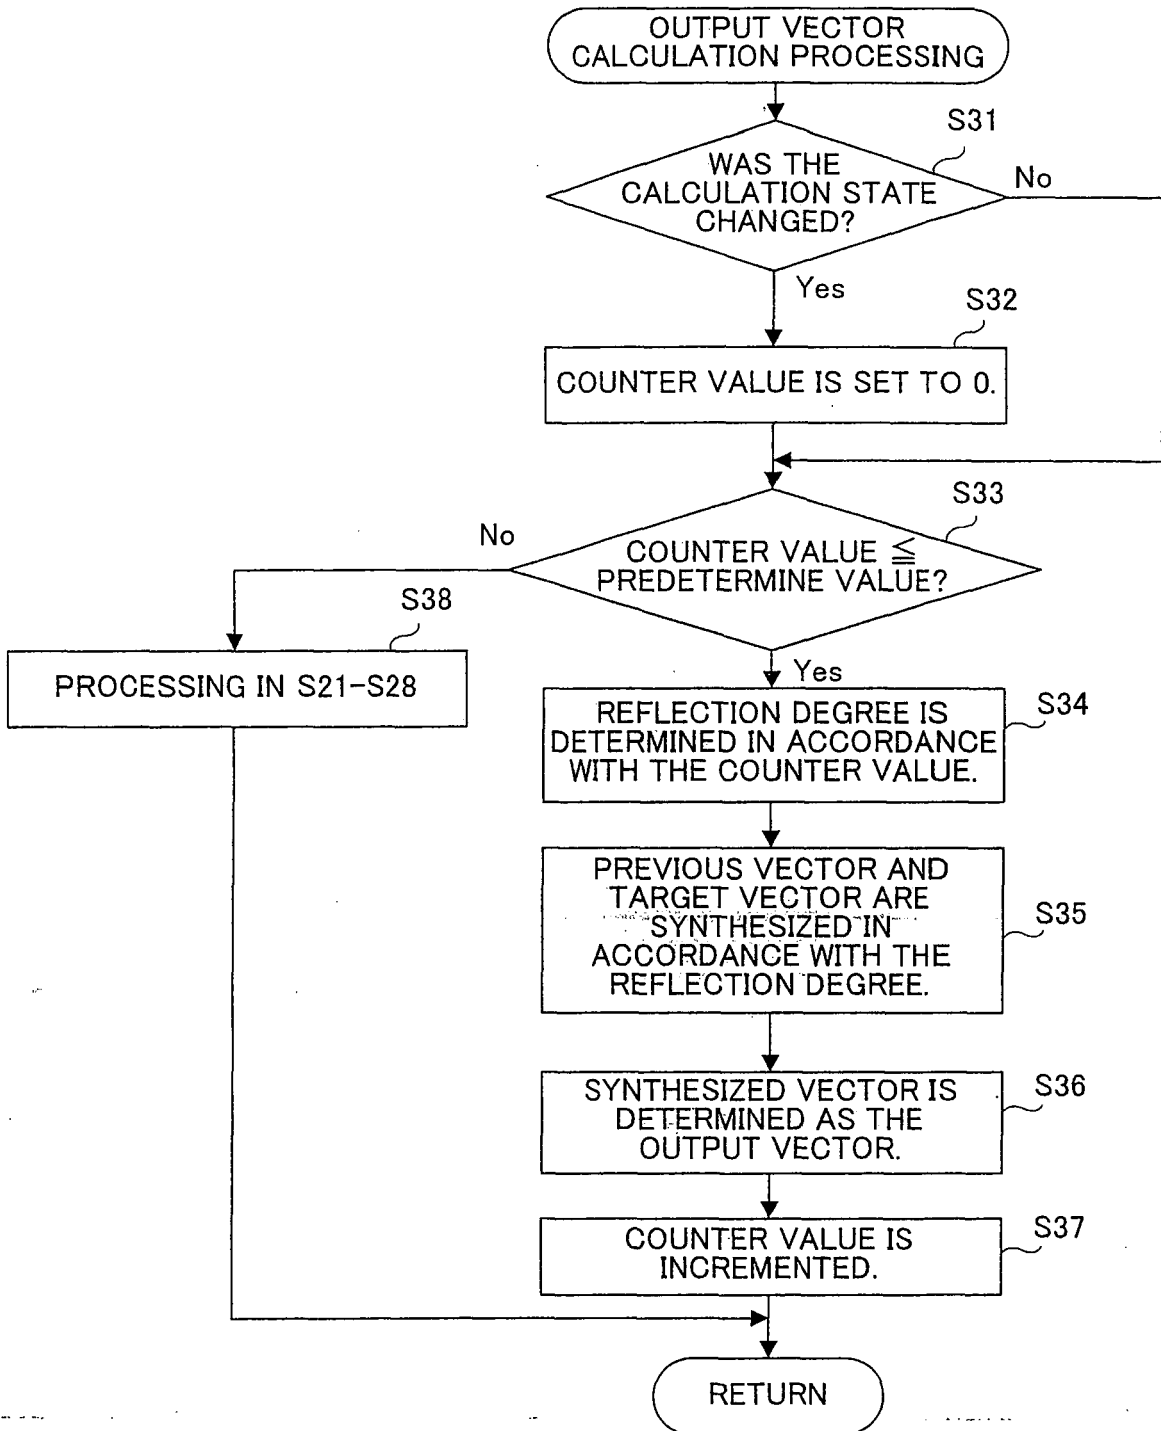 OUTPUT VECTOR
CALCULATION PROCESSING
S31
WAS THE
CALCULATION STATE
CHANGED?
No
Yes
S32
COUNTER VALUE IS SET TO 0.
S33
No
COUNTER VALUE ≦
PREDETERMINE VALUE?
S38
PROCESSING IN S21-S28
Yes
S34
REFLECTION DEGREE IS
DETERMINED IN ACCORDANCE
WITH THE COUNTER VALUE.
PREVIOUS VECTOR AND
TARGET VECTOR ARE
S35
SYNTHESIZED IN
ACCORDANCE WITH THE
REFLECTION DEGREE.
S36
SYNTHESIZED VECTOR IS
DETERMINED AS THE
OUTPUT VECTOR.
S37
COUNTER VALUE IS
INCREMENTED.
RETURN